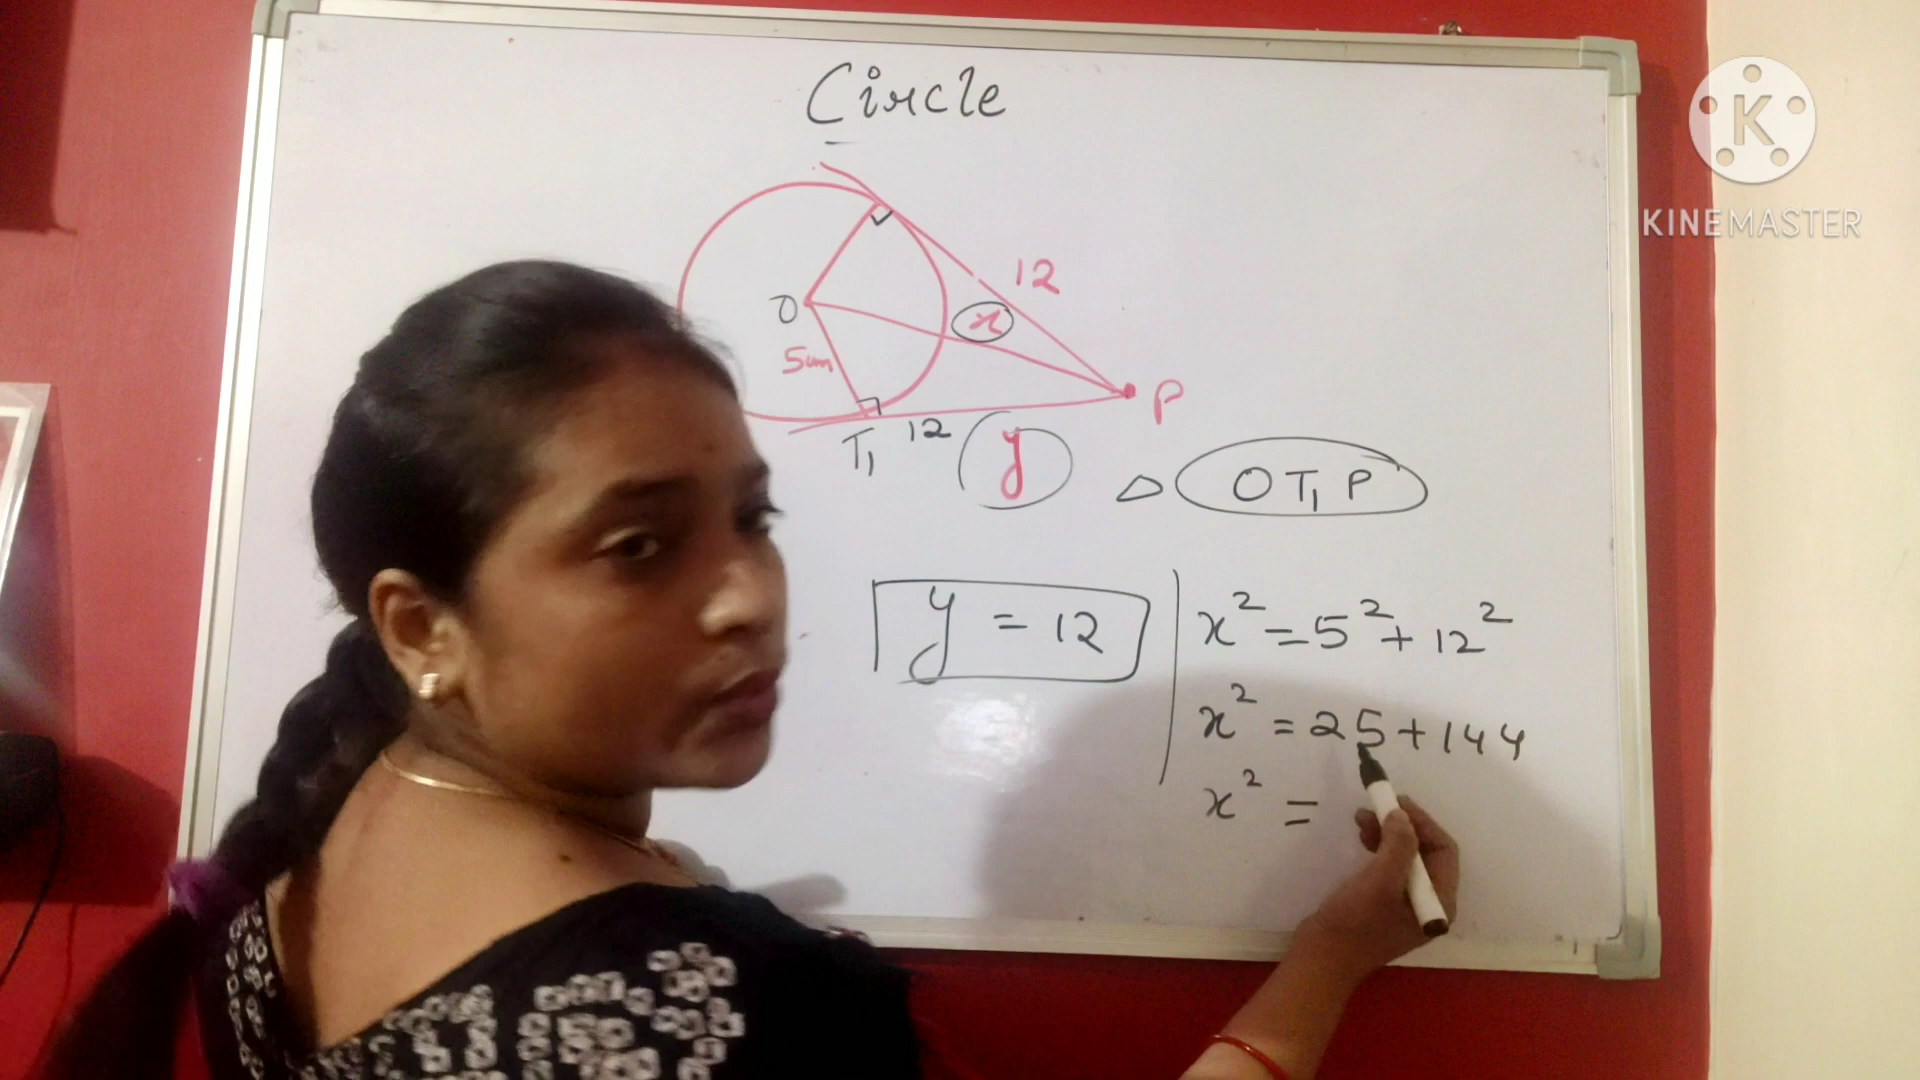 Circle
K
KINEMASTER
12
O
x
5cm
P
T1 12 y
△ OT1P
y = 12
x² = 5² + 12²
x² = 25 + 144
x² =